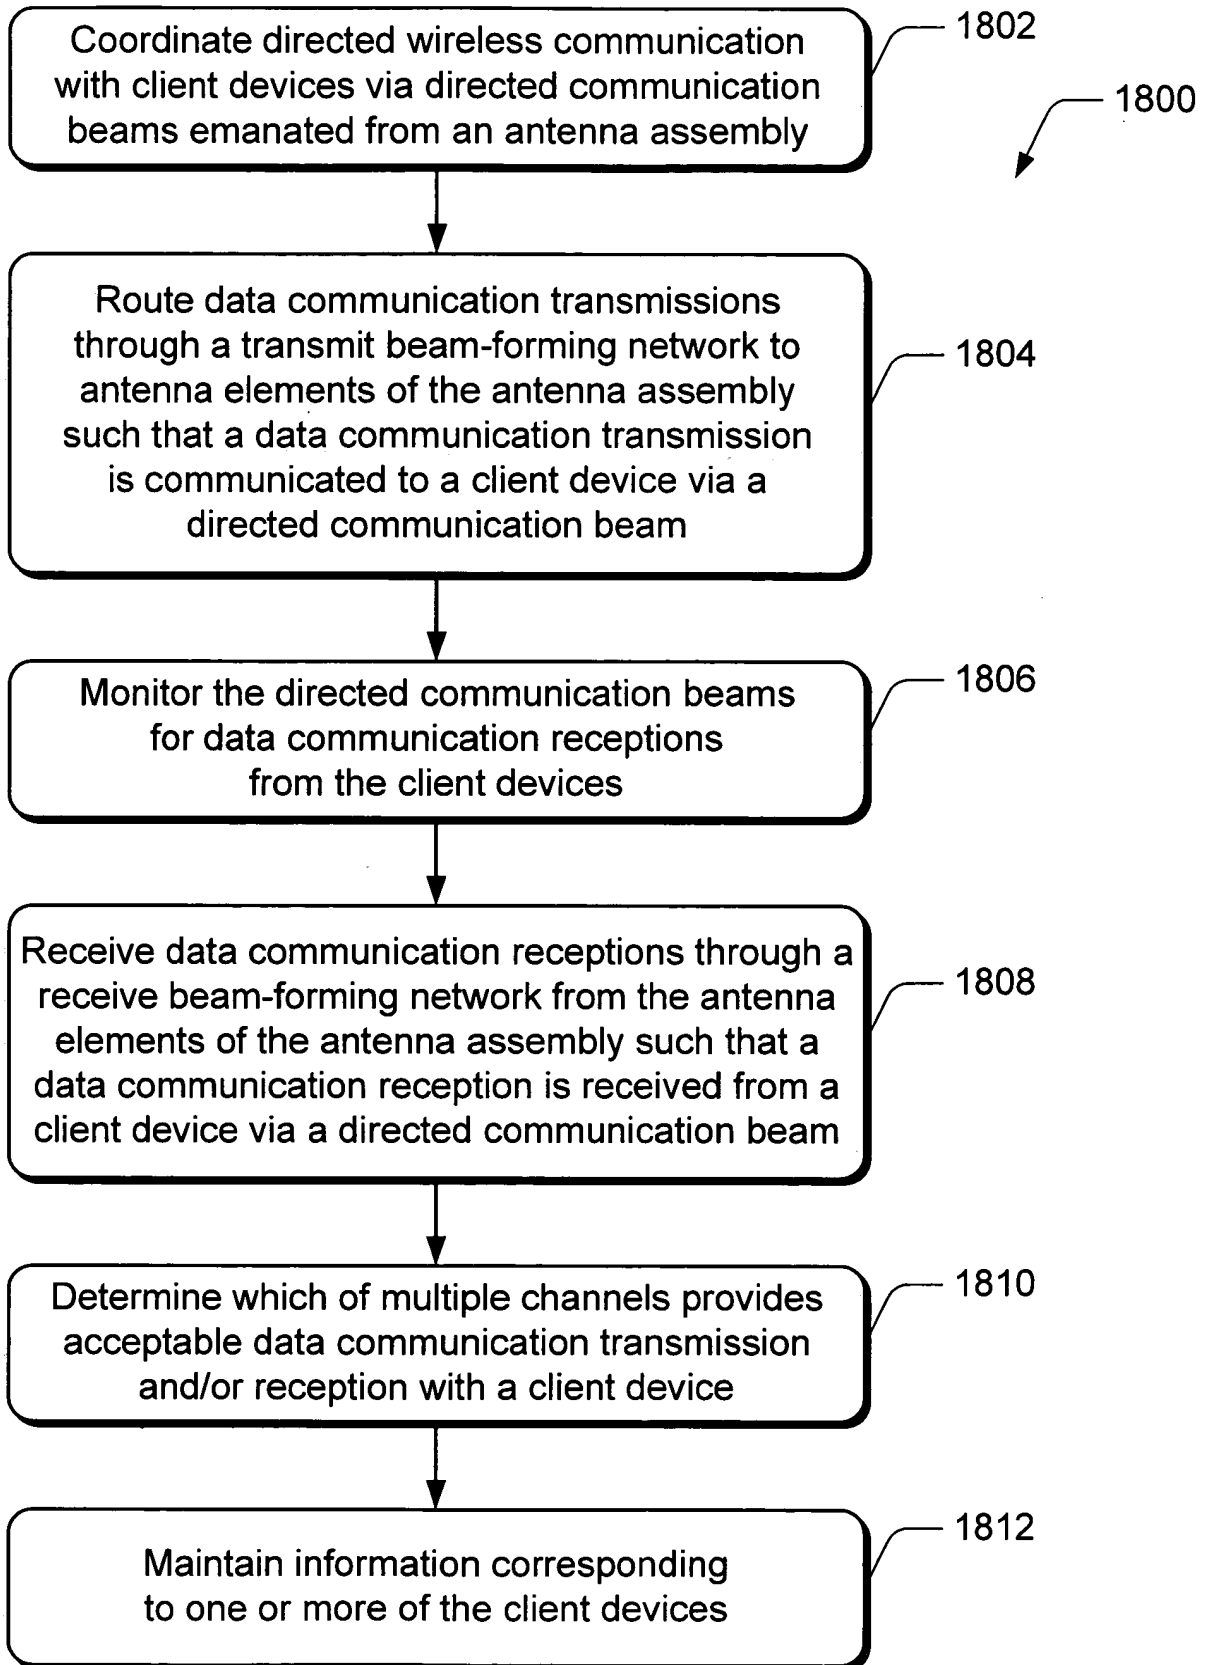 Coordinate directed wireless communication
with client devices via directed communication
beams emanated from an antenna assembly
1802
1800
Route data communication transmissions
through a transmit beam-forming network to
antenna elements of the antenna assembly
such that a data communication transmission
is communicated to a client device via a
directed communication beam
1804
Monitor the directed communication beams
for data communication receptions
from the client devices
1806
Receive data communication receptions through a
receive beam-forming network from the antenna
elements of the antenna assembly such that a
data communication reception is received from a
client device via a directed communication beam
1808
Determine which of multiple channels provides
acceptable data communication transmission
and/or reception with a client device
1810
Maintain information corresponding
to one or more of the client devices
1812